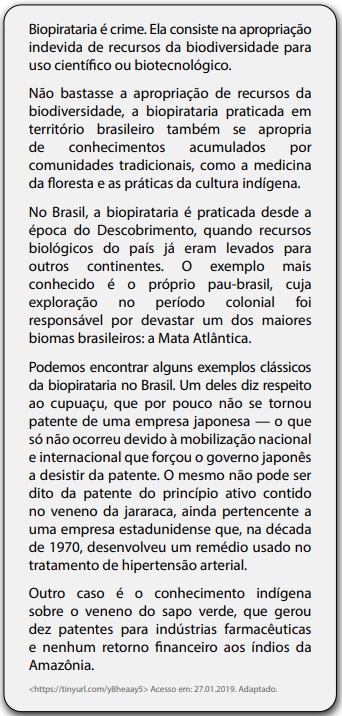 Biopirataria é crime. Ela consiste na apropriação
indevida de recursos da biodiversidade para
uso científico ou biotecnológico.
Não bastasse a apropriação de recursos da
biodiversidade, a biopirataria praticada em
território brasileiro também se apropria
de conhecimentos acumulados por
comunidades tradicionais, como a medicina
da floresta e as práticas da cultura indígena.
No Brasil, a biopirataria é praticada desde a
época do Descobrimento, quando recursos
biológicos do país já eram levados para
outros continentes. O exemplo mais
conhecido é o próprio pau-brasil, cuja
exploração no período colonial foi
responsável por devastar um dos maiores
biomas brasileiros: a Mata Atlântica.
Podemos encontrar alguns exemplos clássicos
da biopirataria no Brasil. Um deles diz respeito
ao cupuaçu, que por pouco não se tornou
patente de uma empresa japonesa — o que
só não ocorreu devido à mobilização nacional
e internacional que forçou o governo japonês
a desistir da patente. O mesmo não pode ser
dito da patente do princípio ativo contido
no veneno da jararaca, ainda pertencente a
uma empresa estadunidense que, na década
de 1970, desenvolveu um remédio usado no
tratamento de hipertensão arterial.
Outro caso é o conhecimento indígena
sobre o veneno do sapo verde, que gerou
dez patentes para indústrias farmacêuticas
e nenhum retorno financeiro aos índios da
Amazônia.
<https://tinyurl.com/y8heaay5> Acesso em: 27.01.2019. Adaptado.